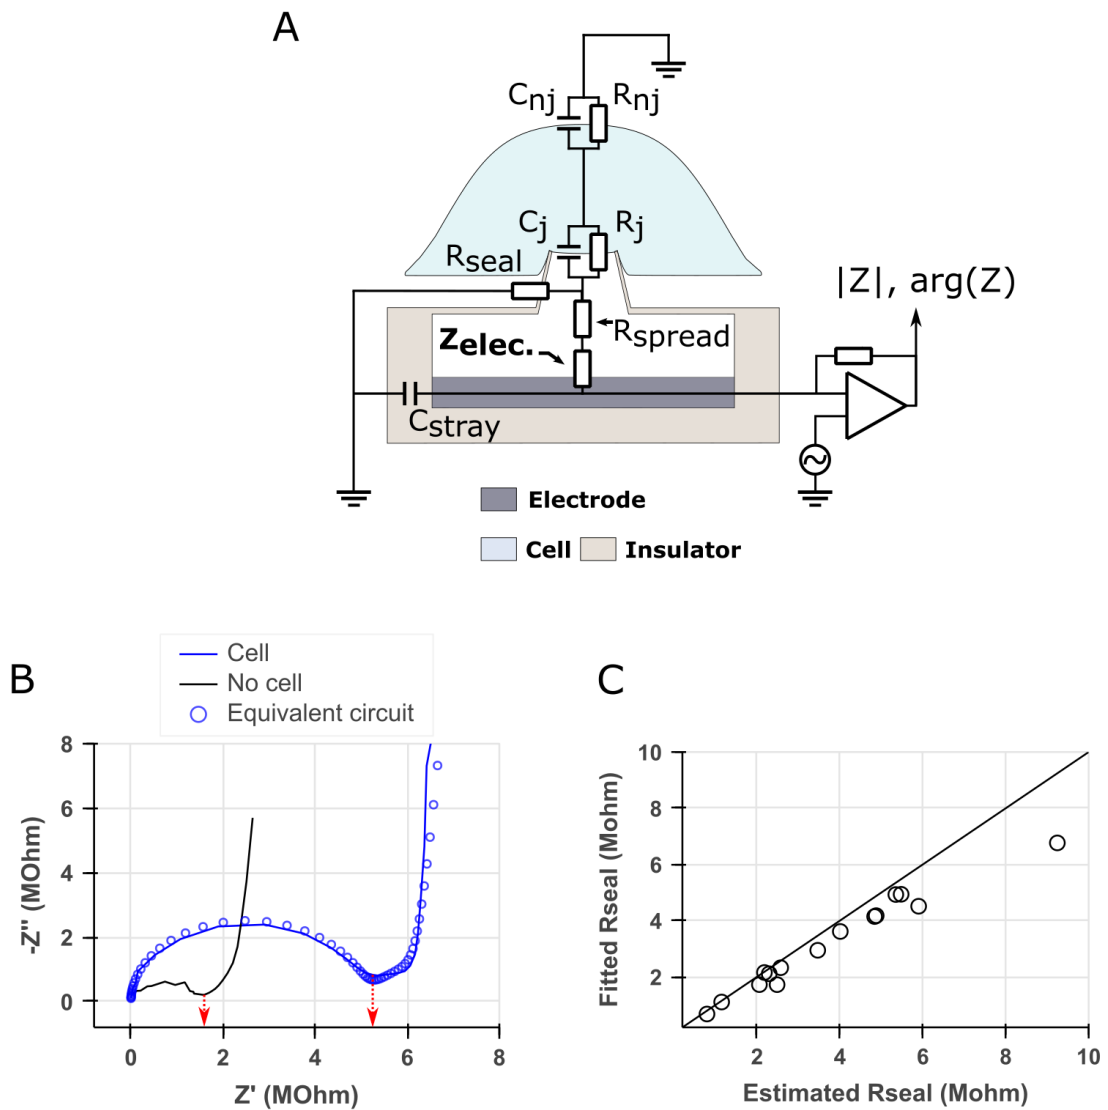 A
Cnj
Rnj
Cj
Rj
Rseal
|Z|, arg(Z)
Rspread
Zelec.
Cstray
Electrode
Cell
Insulator
B
Cell
No cell
Equivalent circuit
8
6
4
2
0
-Z'' (MOhm)
0
2
4
6
8
Z' (MOhm)
C
10
8
6
4
2
Fitted Rseal (Mohm)
2
4
6
8
10
Estimated Rseal (Mohm)